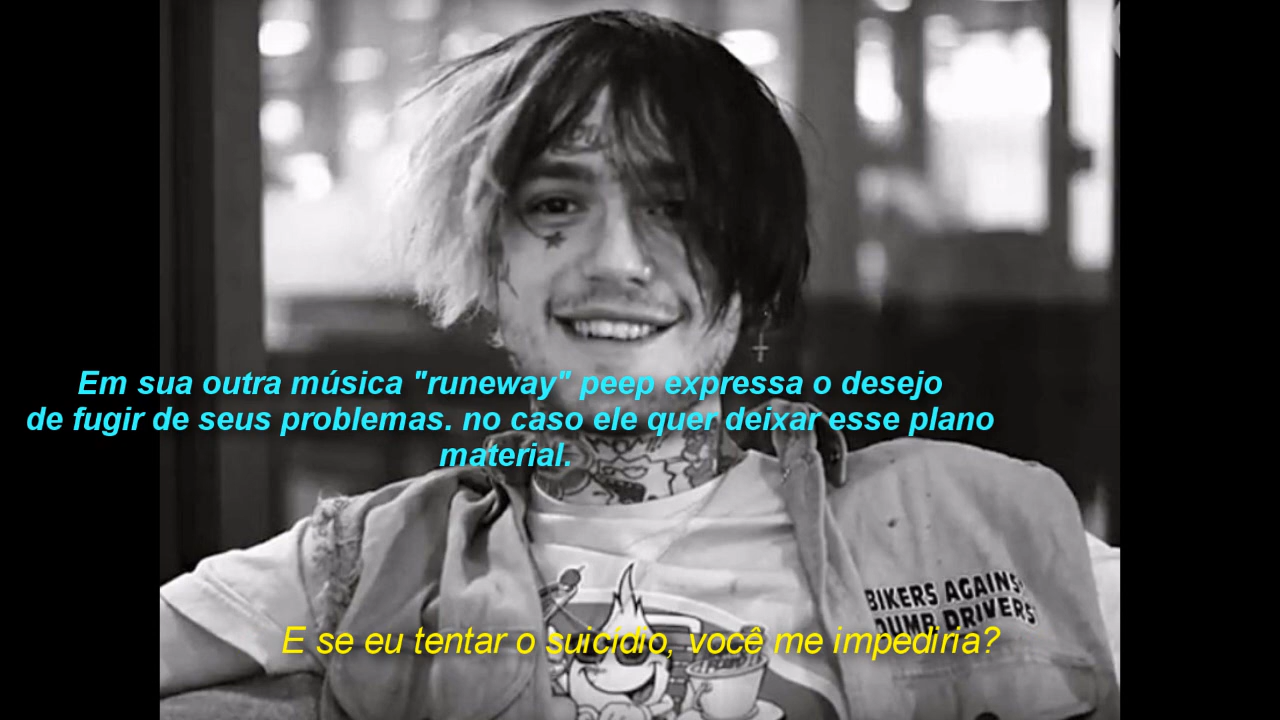 Em sua outra música "runeway" peep expressa o desejo
de fugir de seus problemas. no caso ele quer deixar esse plano
material.
BIKERS AGAINS
DUMB DRIVERS
E se eu tentar o suicídio, você me impediria?